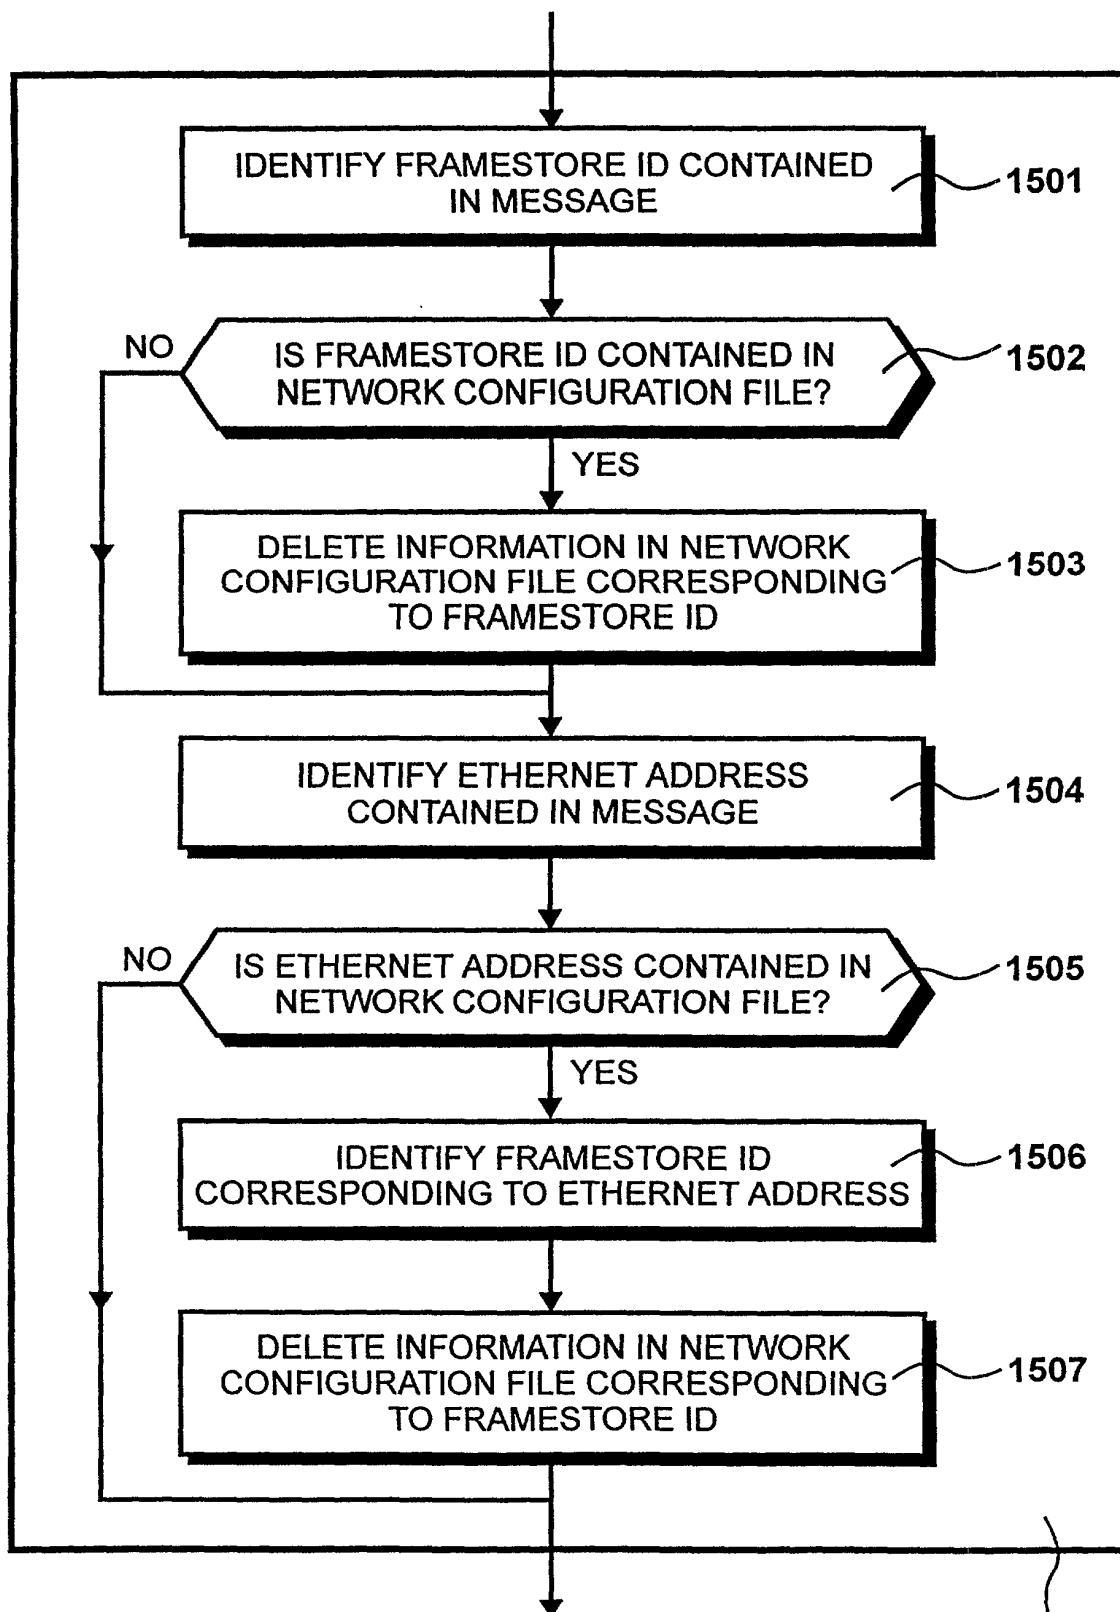 IDENTIFY FRAMESTORE ID CONTAINED
IN MESSAGE
1501
NO
IS FRAMESTORE ID CONTAINED IN
NETWORK CONFIGURATION FILE?
1502
YES
DELETE INFORMATION IN NETWORK
CONFIGURATION FILE CORRESPONDING
TO FRAMESTORE ID
1503
IDENTIFY ETHERNET ADDRESS
CONTAINED IN MESSAGE
1504
NO
IS ETHERNET ADDRESS CONTAINED IN
NETWORK CONFIGURATION FILE?
1505
YES
IDENTIFY FRAMESTORE ID
CORRESPONDING TO ETHERNET ADDRESS
1506
DELETE INFORMATION IN NETWORK
CONFIGURATION FILE CORRESPONDING
TO FRAMESTORE ID
1507